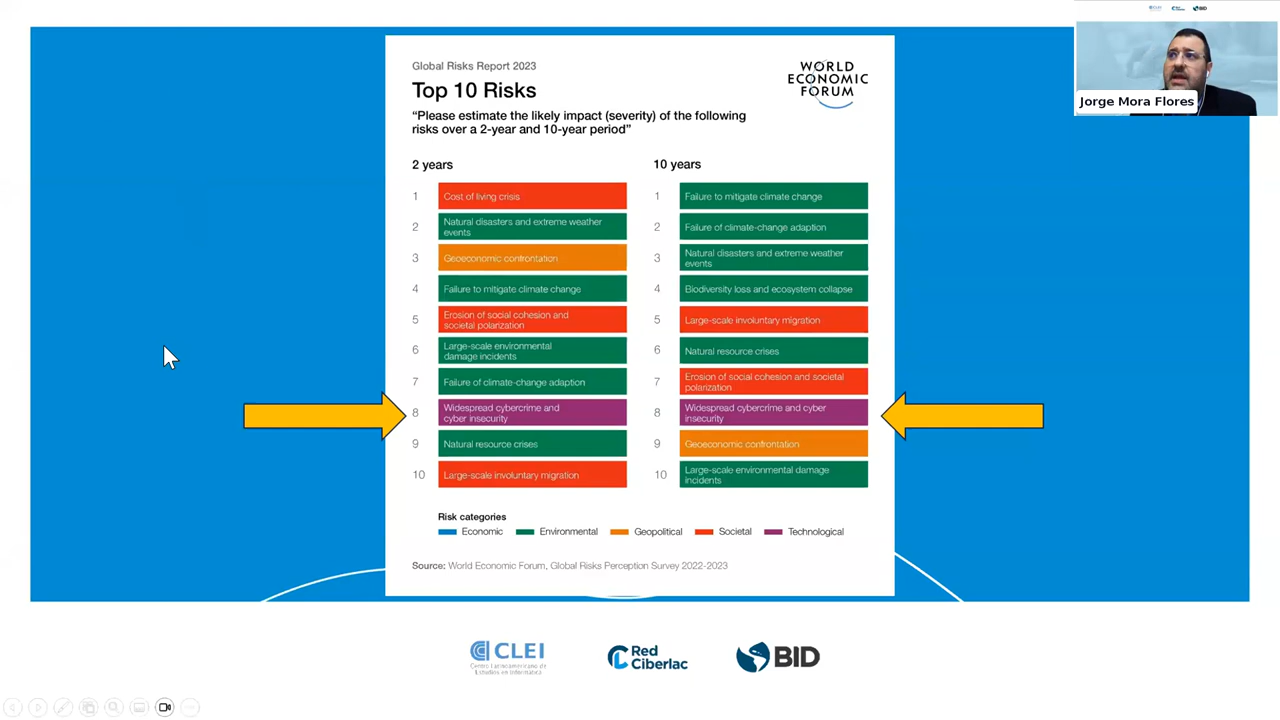 CLEI
BID
Jorge Mora Flores
Global Risks Report 2023
WORLD
ECONOMIC
FORUM
Top 10 Risks
“Please estimate the likely impact (severity) of the following
risks over a 2-year and 10-year period”
2 years
1 Cost of living crisis
2 Natural disasters and extreme weather
events
3 Geoeconomic confrontation
4 Failure to mitigate climate change
5 Erosion of social cohesion and
societal polarization
6 Large-scale environmental
damage incidents
7 Failure of climate-change adaption
8 Widespread cybercrime and
cyber insecurity
9 Natural resource crises
10 Large-scale involuntary migration
10 years
1 Failure to mitigate climate change
2 Failure of climate-change adaption
3 Natural disasters and extreme weather
events
4 Biodiversity loss and ecosystem collapse
5 Large-scale involuntary migration
6 Natural resource crises
7 Erosion of social cohesion and societal
polarization
8 Widespread cybercrime and cyber
insecurity
9 Geoeconomic confrontation
10 Large-scale environmental damage
incidents
Risk categories
Economic Environmental Geopolitical Societal Technological
Source: World Economic Forum, Global Risks Perception Survey 2022-2023
CLEI
Centro Latinoamericano de
Estudios en Informática
Red
Ciberlac
BID